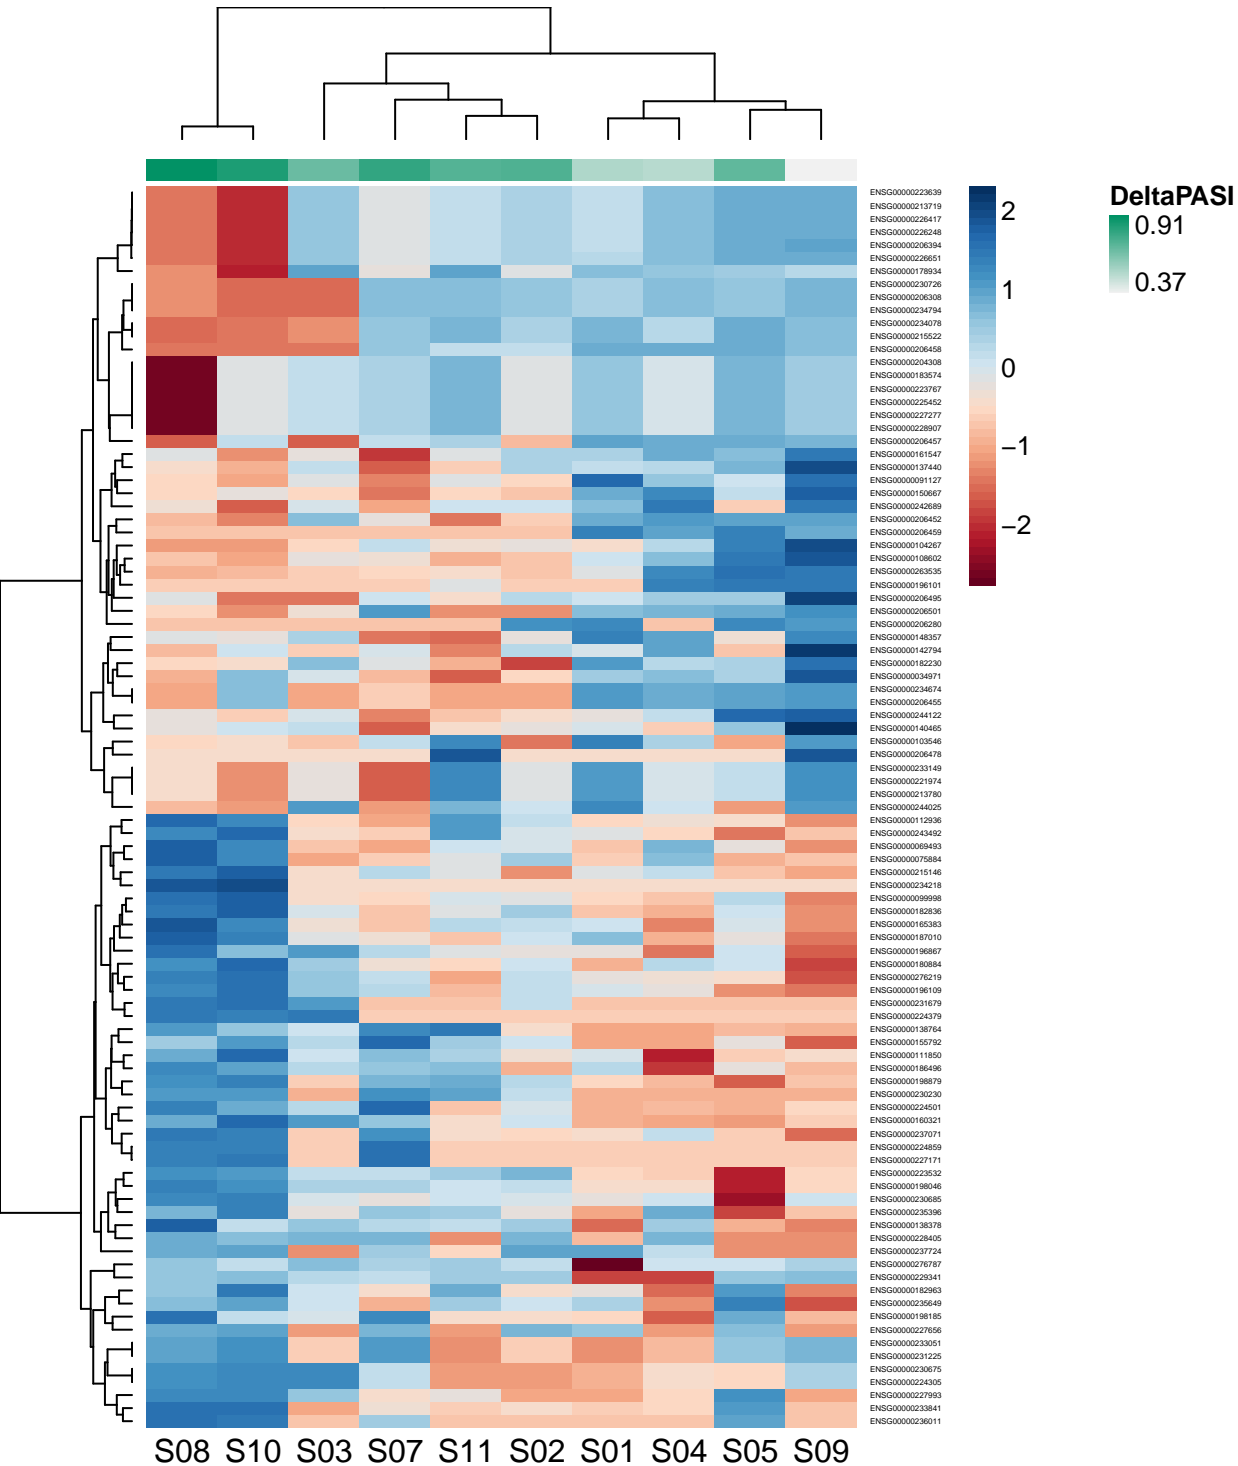 DeltaPASI
0.91
0.37
2
1
0
−1
−2
ENSG00000223639
ENSG00000213719
ENSG00000226417
ENSG00000226248
ENSG00000206394
ENSG00000226651
ENSG00000178934
ENSG00000230726
ENSG00000206308
ENSG00000234794
ENSG00000234078
ENSG00000215522
ENSG00000206458
ENSG00000204308
ENSG00000183574
ENSG00000223767
ENSG00000225452
ENSG00000227277
ENSG00000228907
ENSG00000206457
ENSG00000161547
ENSG00000137440
ENSG00000091127
ENSG00000150667
ENSG00000242689
ENSG00000206452
ENSG00000206459
ENSG00000104267
ENSG00000108602
ENSG00000263535
ENSG00000196101
ENSG00000206495
ENSG00000206501
ENSG00000206280
ENSG00000148357
ENSG00000142794
ENSG00000182230
ENSG00000034971
ENSG00000234674
ENSG00000206455
ENSG00000244122
ENSG00000140465
ENSG00000103546
ENSG00000206478
ENSG00000233149
ENSG00000221974
ENSG00000213780
ENSG00000244025
ENSG00000112936
ENSG00000243492
ENSG00000069493
ENSG00000075884
ENSG00000215146
ENSG00000234218
ENSG00000099998
ENSG00000182836
ENSG00000165383
ENSG00000187010
ENSG00000196867
ENSG00000180884
ENSG00000276219
ENSG00000196109
ENSG00000231679
ENSG00000224379
ENSG00000138764
ENSG00000155792
ENSG00000111850
ENSG00000186496
ENSG00000198879
ENSG00000230230
ENSG00000224501
ENSG00000160321
ENSG00000237071
ENSG00000224859
ENSG00000227171
ENSG00000223532
ENSG00000198046
ENSG00000230685
ENSG00000235396
ENSG00000138378
ENSG00000228405
ENSG00000237724
ENSG00000276787
ENSG00000229341
ENSG00000182963
ENSG00000235649
ENSG00000198185
ENSG00000227656
ENSG00000233051
ENSG00000231225
ENSG00000230675
ENSG00000224305
ENSG00000227993
ENSG00000233841
ENSG00000236011
S08 S10 S03 S07 S11 S02 S01 S04 S05 S09